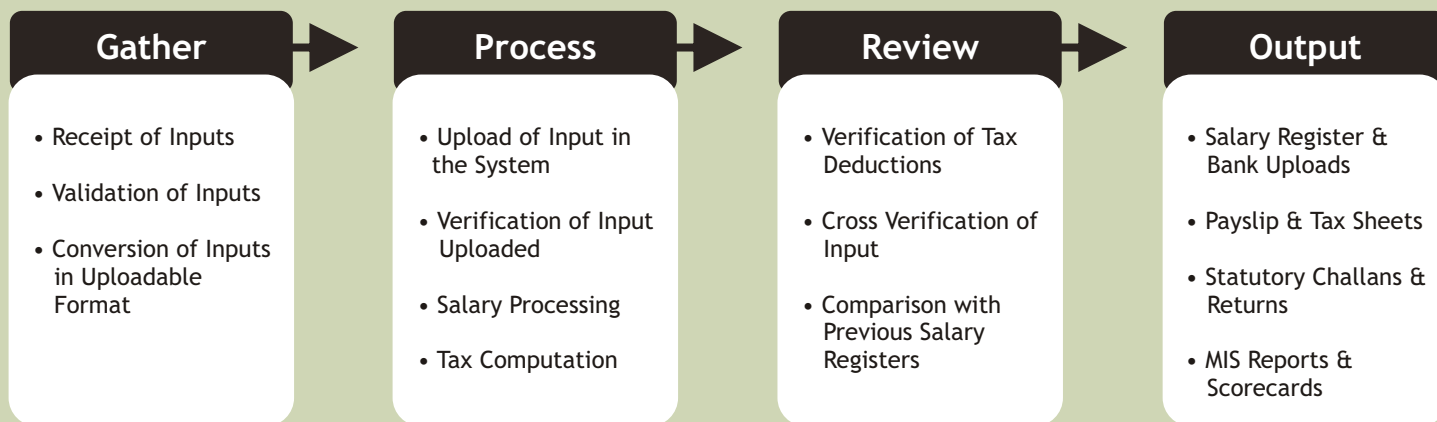 Gather
• Receipt of Inputs
• Validation of Inputs
• Conversion of Inputs
in Uploadable
Format
Process
• Upload of Input in
the System
• Verification of Input
Uploaded
• Salary Processing
• Tax Computation
Review
• Verification of Tax
Deductions
• Cross Verification of
Input
• Comparison with
Previous Salary
Registers
Output
• Salary Register &
Bank Uploads
• Payslip & Tax Sheets
• Statutory Challans &
Returns
• MIS Reports &
Scorecards